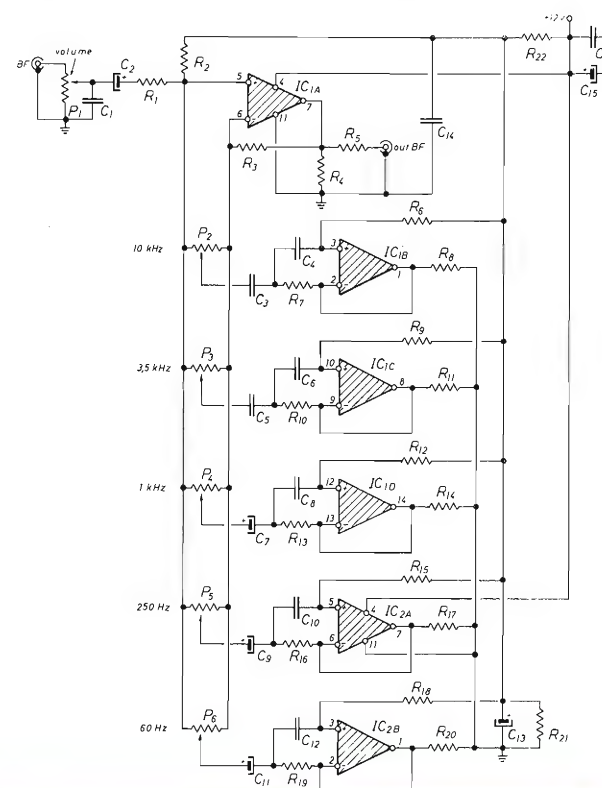 +12v
BF
volume
P1
C1
C2
R1
R2
5
+
4
IC1A
6
-
11
7
R3
R4
R5
out BF
C14
R22
C
+
C15
10 kHz
P2
C3
C4
R7
3
+
2
-
IC1B
1
R6
R8
3,5 kHz
P3
C5
C6
R10
10
+
9
-
IC1C
8
R9
R11
1 kHz
P4
+
C7
C8
R13
12
+
13
-
IC1D
14
R12
R14
250 Hz
P5
+
C9
C10
R16
5
+
6
-
4
IC2A
11
7
R15
R17
60 Hz
P6
+
C11
C12
R19
3
+
2
-
IC2B
1
R18
R20
+
C13
R21